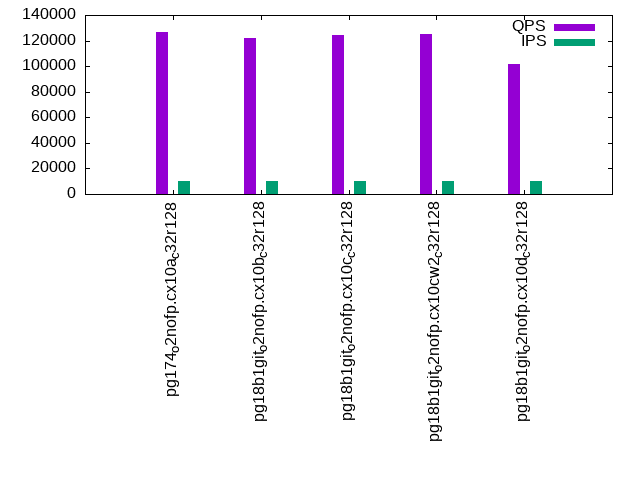 140000
120000
100000
80000
60000
40000
20000
0
QPS
IPS
pg174o2nofp.cx10ac32r128
pg18b1gito2nofp.cx10bc32r128
pg18b1gito2nofp.cx10cc32r128
pg18b1gito2nofp.cx10cw2c32r128
pg18b1gito2nofp.cx10dc32r128